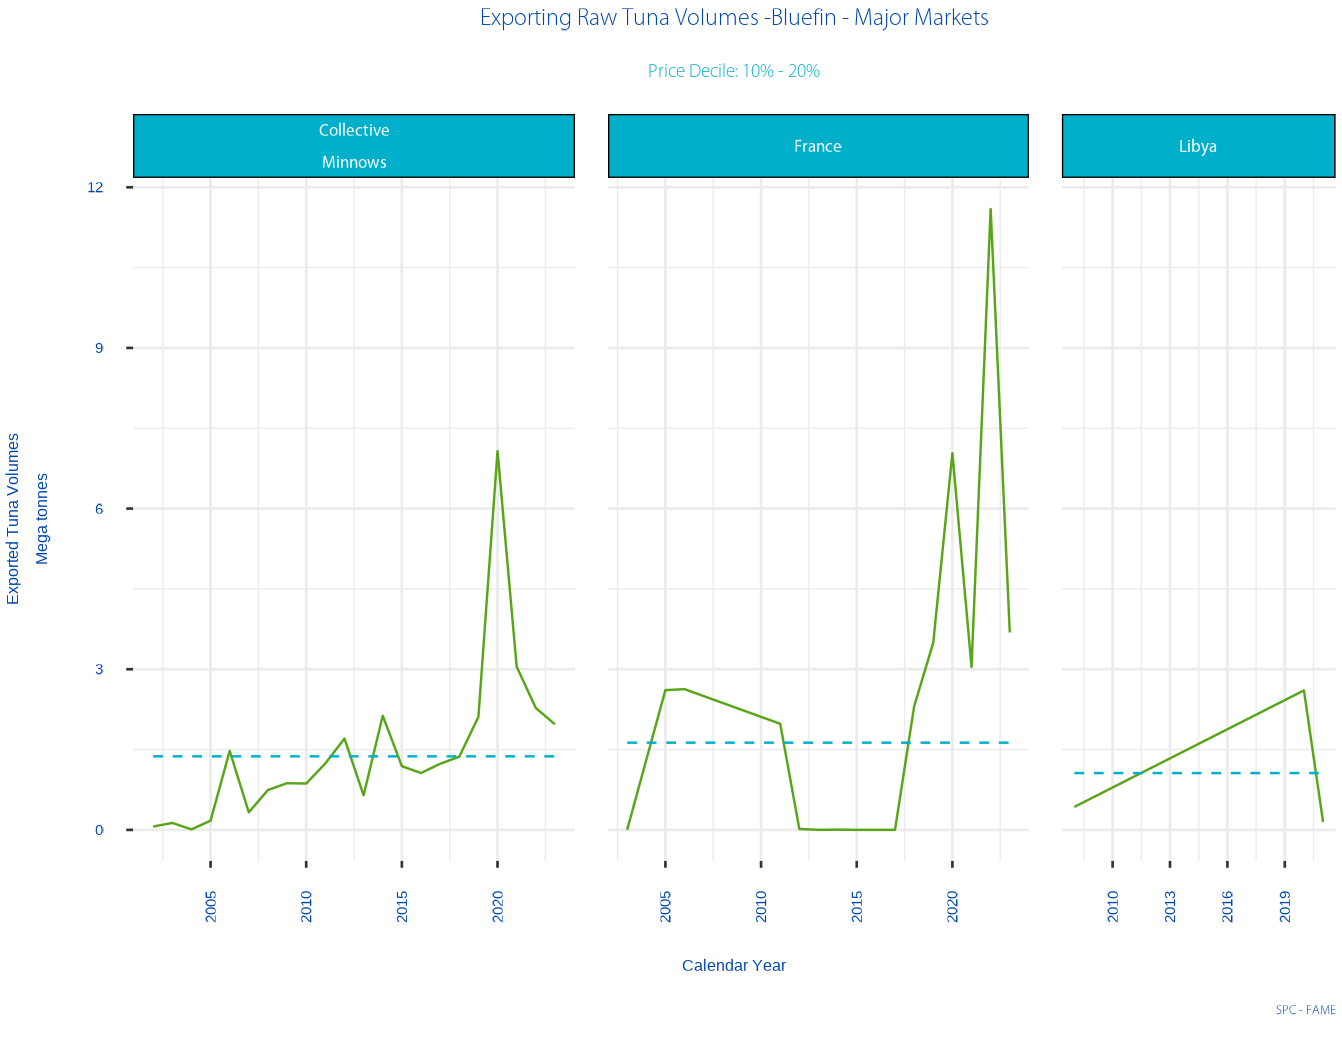 Exporting Raw Tuna Volumes -Bluefin - Major Markets
Price Decile: 10% - 20%
Collective
Minnows
France
Libya
Exported Tuna Volumes
Mega tonnes
12
9
6
3
0
2005
2010
2015
2020
2005
2010
2015
2020
2010
2013
2016
2019
Calendar Year
SPC - FAME